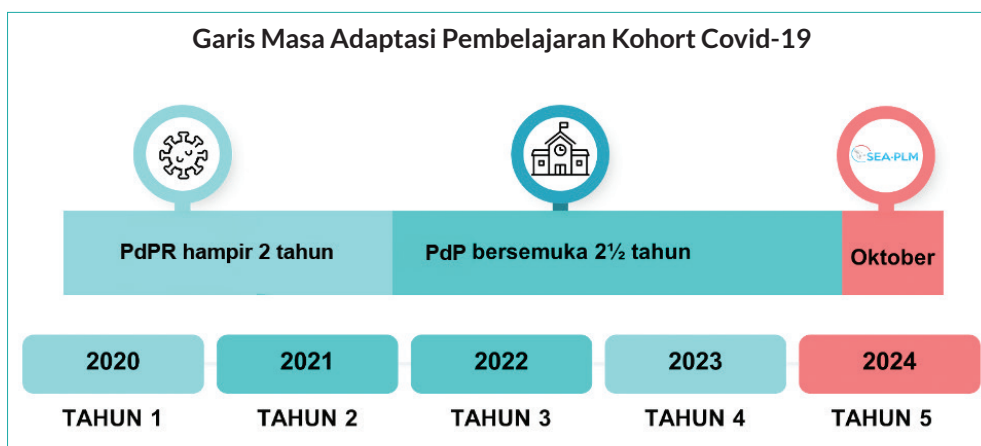 Garis Masa Adaptasi Pembelajaran Kohort Covid-19
SEA-PLM
PdPR hampir 2 tahun
PdP bersemuka 2½ tahun
Oktober
2020
2021
2022
2023
2024
TAHUN 1
TAHUN 2
TAHUN 3
TAHUN 4
TAHUN 5